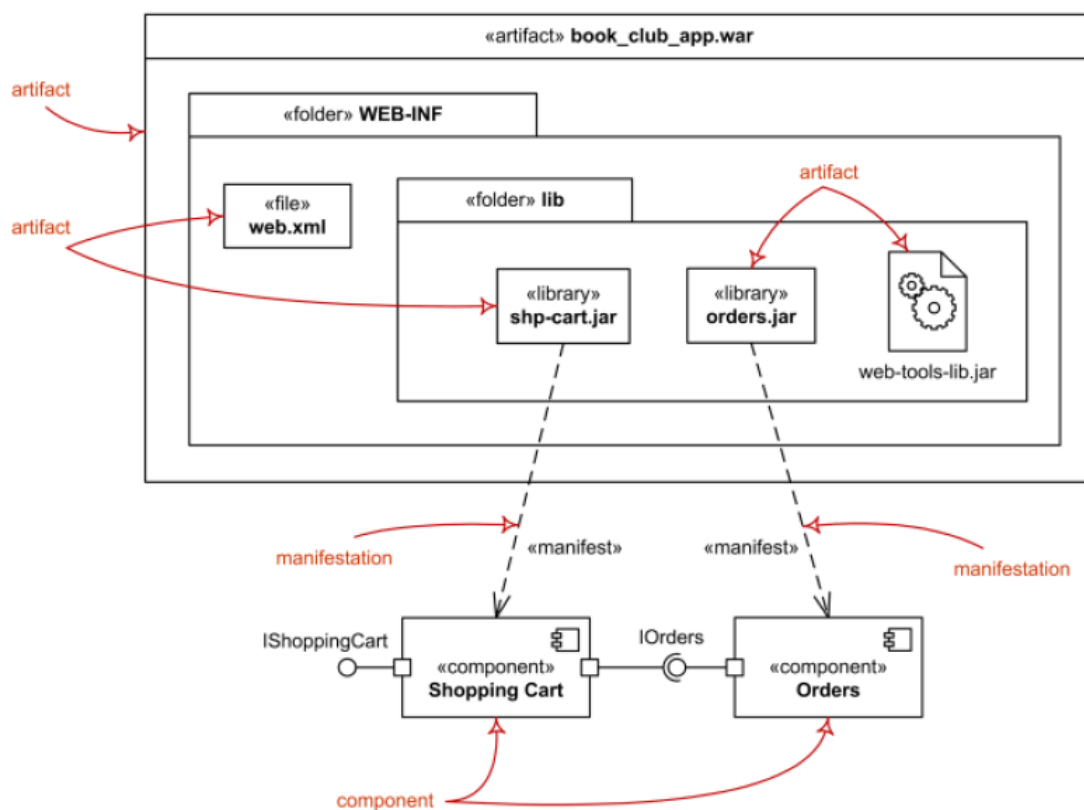 «artifact» book_club_app.war
artifact
«folder» WEB-INF
artifact
«folder» lib
«file»
web.xml
artifact
«library»
shp-cart.jar
«library»
orders.jar
web-tools-lib.jar
manifestation
«manifest»
«manifest»
manifestation
IShoppingCart
IOrders
«component»
Shopping Cart
«component»
Orders
component